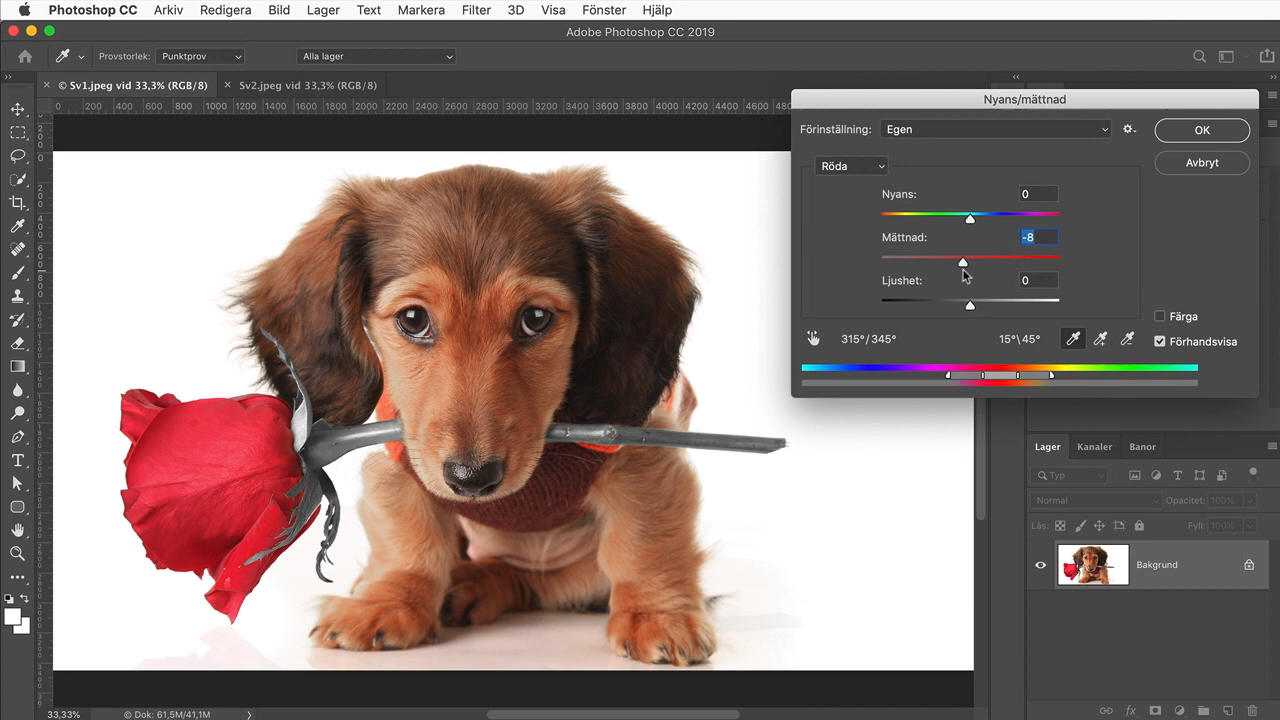 Photoshop CC Arkiv Redigera Bild Lager Text Markera Filter 3D Visa Fönster Hjälp
Adobe Photoshop CC 2019
Provstorlek: Punktprov Alla lager
© Sv1.jpeg vid 33,3% (RGB/8) Sv2.jpeg vid 33,3% (RGB/8)
0 200 400 600 800 1000 1200 1400 1600 1800 2000 2200 2400 2600 2800 3000 3200 3400 3600 3800 4000 4200 4400 4600
Nyans/mättnad
Förinställning: Egen
OK
Avbryt
Röda
Nyans: 0
Mättnad: -8
Ljushet: 0
Färga
Förhandsvisa
315°/345° 15°\45°
Lager Kanaler Banor
Typ
Normal Opacitet: 100%
Lås: Fyll: 100%
Bakgrund
33,33% © Dok: 61,5M/41,1M